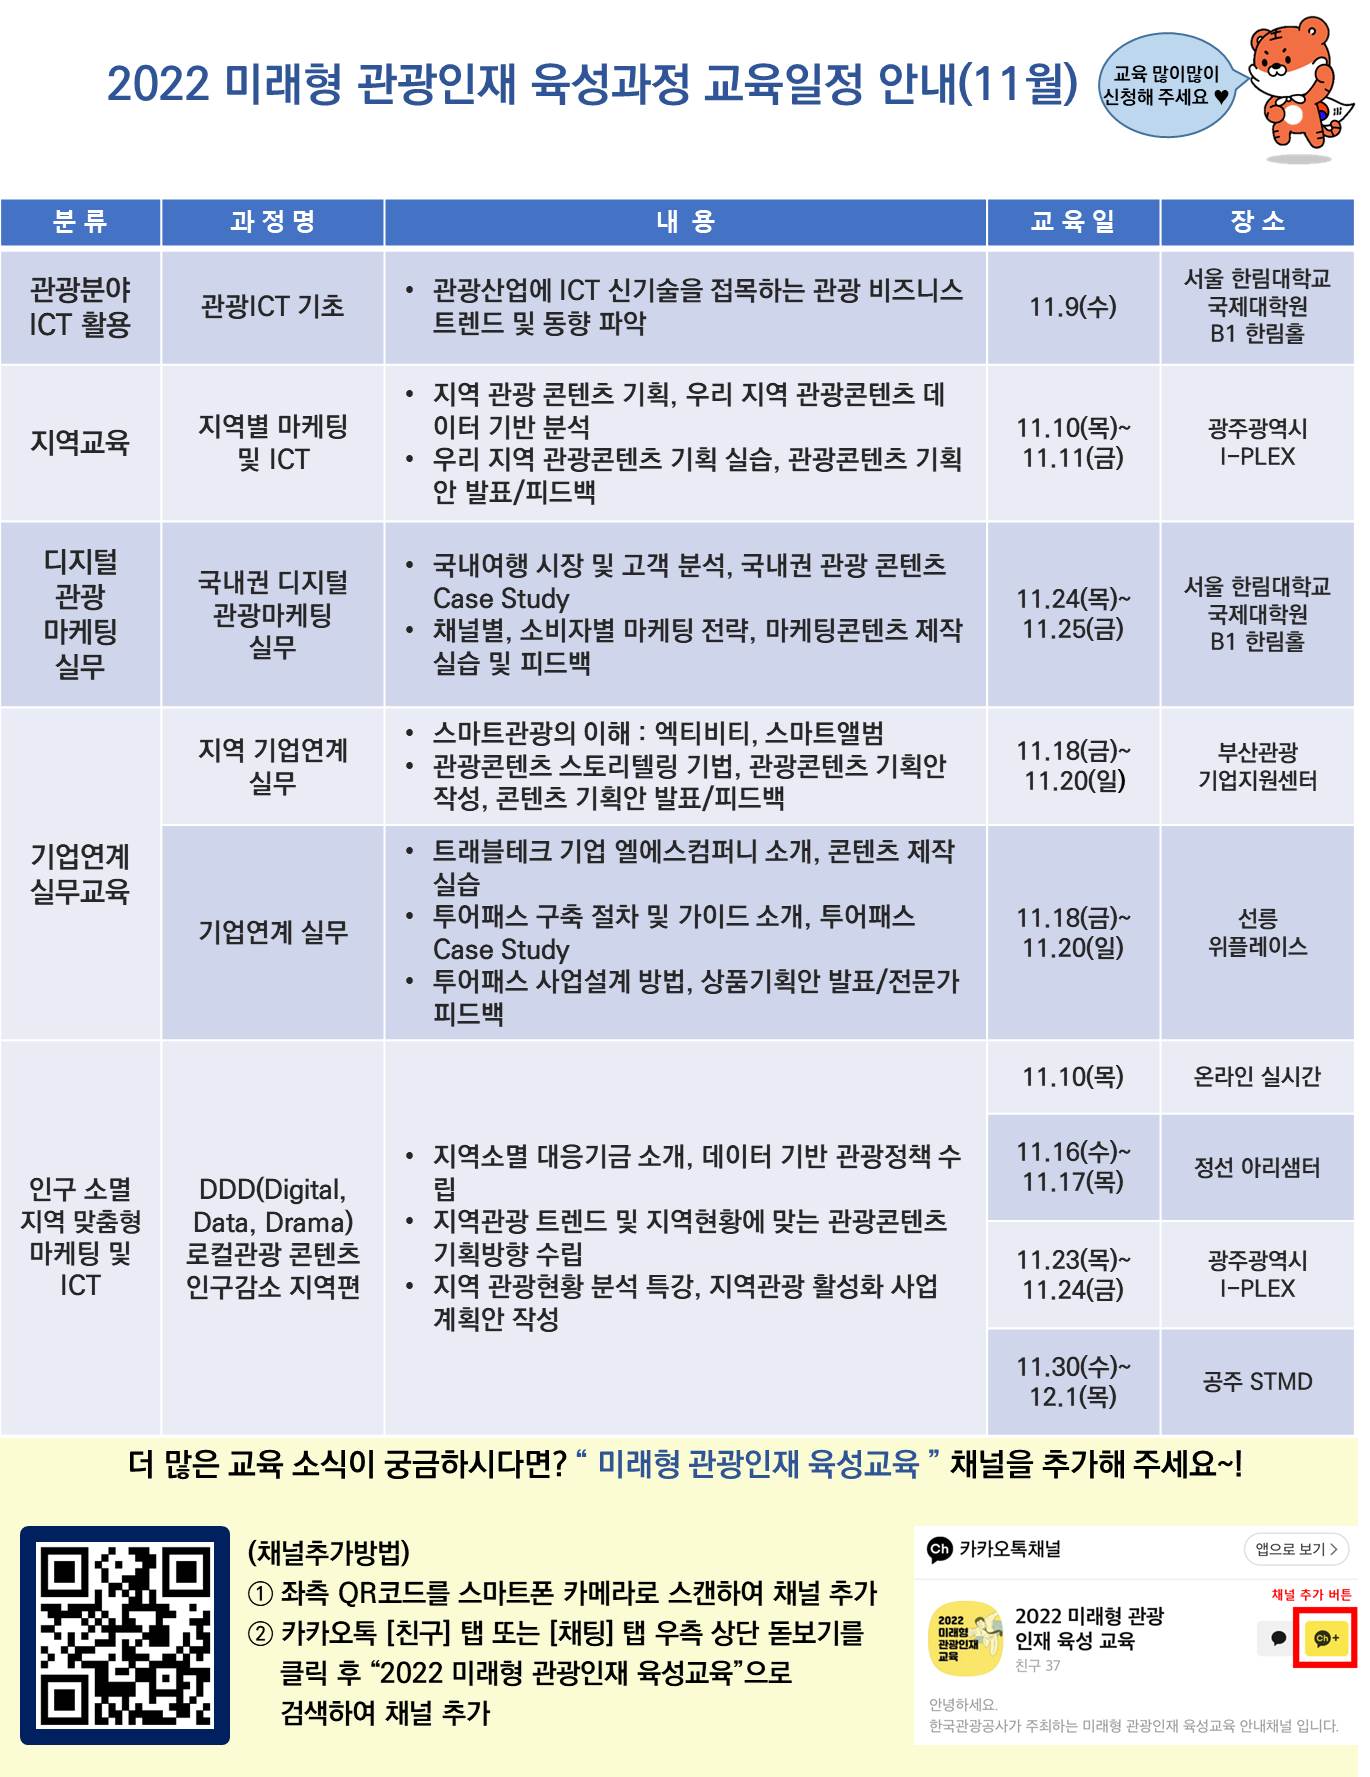 2022 미래형 관광인재 육성과정 교육일정 안내(11월)
교육 많이많이
신청해 주세요 ♥
분 류
과 정 명
내 용
교 육 일
장 소
관광분야
ICT 활용
관광ICT 기초
• 관광산업에 ICT 신기술을 접목하는 관광 비즈니스
트렌드 및 동향 파악
11.9(수)
서울 한림대학교
국제대학원
B1 한림홀
지역교육
지역별 마케팅
및 ICT
• 지역 관광 콘텐츠 기획, 우리 지역 관광콘텐츠 데
이터 기반 분석
• 우리 지역 관광콘텐츠 기획 실습, 관광콘텐츠 기획
안 발표/피드백
11.10(목)~
11.11(금)
광주광역시
I-PLEX
디지털
관광
마케팅
실무
국내권 디지털
관광마케팅
실무
• 국내여행 시장 및 고객 분석, 국내권 관광 콘텐츠
Case Study
• 채널별, 소비자별 마케팅 전략, 마케팅콘텐츠 제작
실습 및 피드백
11.24(목)~
11.25(금)
서울 한림대학교
국제대학원
B1 한림홀
기업연계
실무교육
지역 기업연계
실무
• 스마트관광의 이해 : 엑티비티, 스마트앨범
• 관광콘텐츠 스토리텔링 기법, 관광콘텐츠 기획안
작성, 콘텐츠 기획안 발표/피드백
11.18(금)~
11.20(일)
부산관광
기업지원센터
기업연계 실무
• 트래블테크 기업 엘에스컴퍼니 소개, 콘텐츠 제작
실습
• 투어패스 구축 절차 및 가이드 소개, 투어패스
Case Study
• 투어패스 사업설계 방법, 상품기획안 발표/전문가
피드백
11.18(금)~
11.20(일)
선릉
위플레이스
인구 소멸
지역 맞춤형
마케팅 및
ICT
DDD(Digital,
Data, Drama)
로컬관광 콘텐츠
인구감소 지역편
• 지역소멸 대응기금 소개, 데이터 기반 관광정책 수
립
• 지역관광 트렌드 및 지역현황에 맞는 관광콘텐츠
기획방향 수립
• 지역 관광현황 분석 특강, 지역관광 활성화 사업
계획안 작성
11.10(목)
온라인 실시간
11.16(수)~
11.17(목)
정선 아리샘터
11.23(목)~
11.24(금)
광주광역시
I-PLEX
11.30(수)~
12.1(목)
공주 STMD
더 많은 교육 소식이 궁금하시다면? “ 미래형 관광인재 육성교육 ” 채널을 추가해 주세요~!
(채널추가방법)
① 좌측 QR코드를 스마트폰 카메라로 스캔하여 채널 추가
② 카카오톡 [친구] 탭 또는 [채팅] 탭 우측 상단 돋보기를
클릭 후 “2022 미래형 관광인재 육성교육”으로
검색하여 채널 추가
Ch 카카오톡채널
앱으로 보기 >
채널 추가 버튼
2022
미래형
관광인재
교육
2022 미래형 관광
인재 육성 교육
친구 37
Ch+
안녕하세요.
한국관광공사가 주최하는 미래형 관광인재 육성교육 안내채널 입니다.